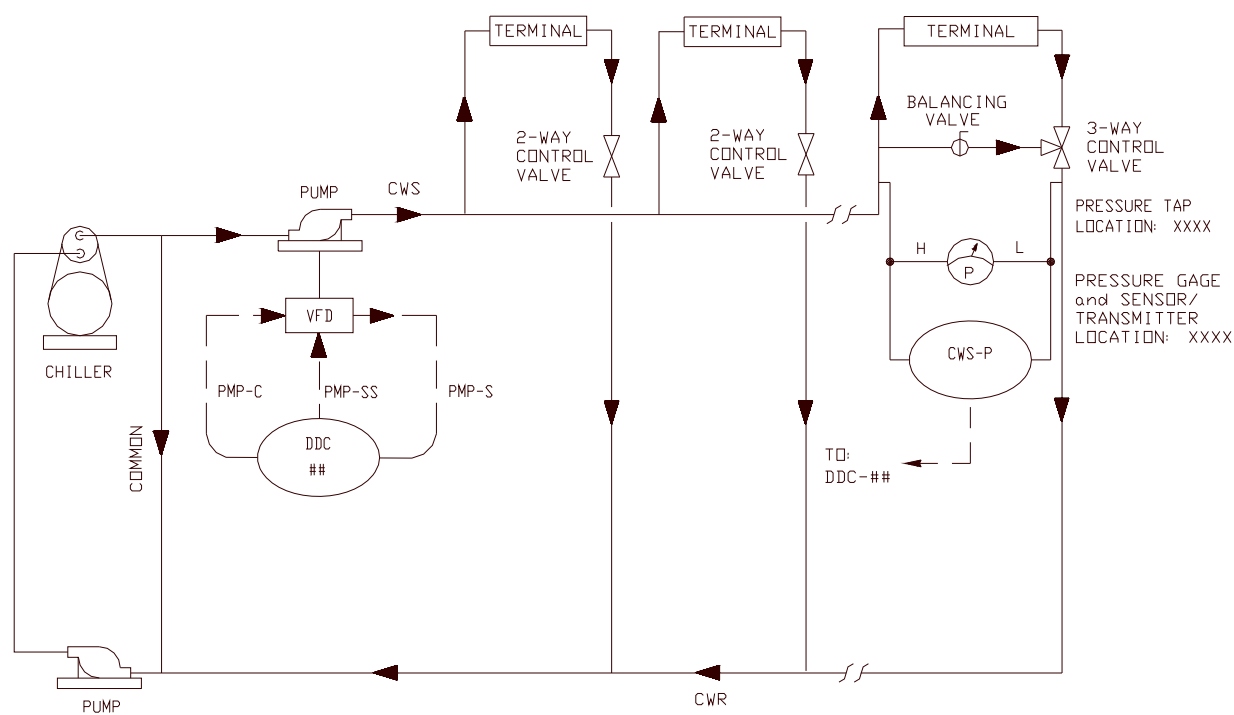 TERMINAL
TERMINAL
TERMINAL
BALANCING
VALVE
2-WAY
CONTROL
VALVE
2-WAY
CONTROL
VALVE
3-WAY
CONTROL
VALVE
PUMP
CWS
PRESSURE TAP
LOCATION: XXXX
H
L
P
PRESSURE GAGE
and SENSOR/
TRANSMITTER
LOCATION: XXXX
VFD
CWS-P
CHILLER
PMP-C
PMP-SS
PMP-S
COMMON
DDC
##
TO:
DDC-##
CWR
PUMP